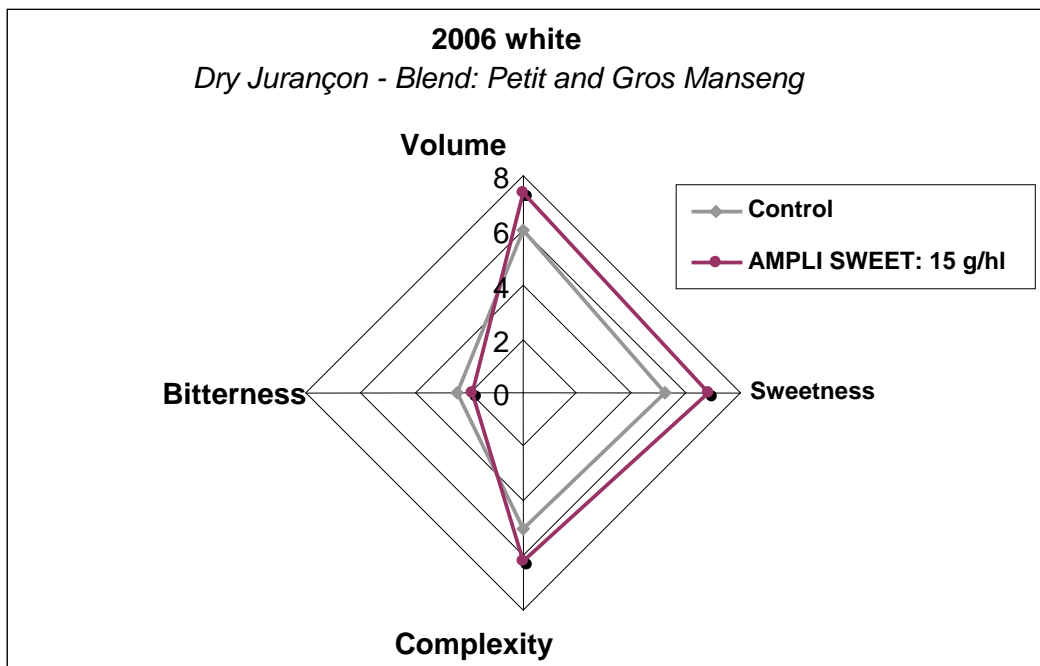 2006 white
Dry Jurançon - Blend: Petit and Gros Manseng
Volume
8
6
4
2
0
Control
AMPLI SWEET: 15 g/hl
Bitterness
Sweetness
Complexity